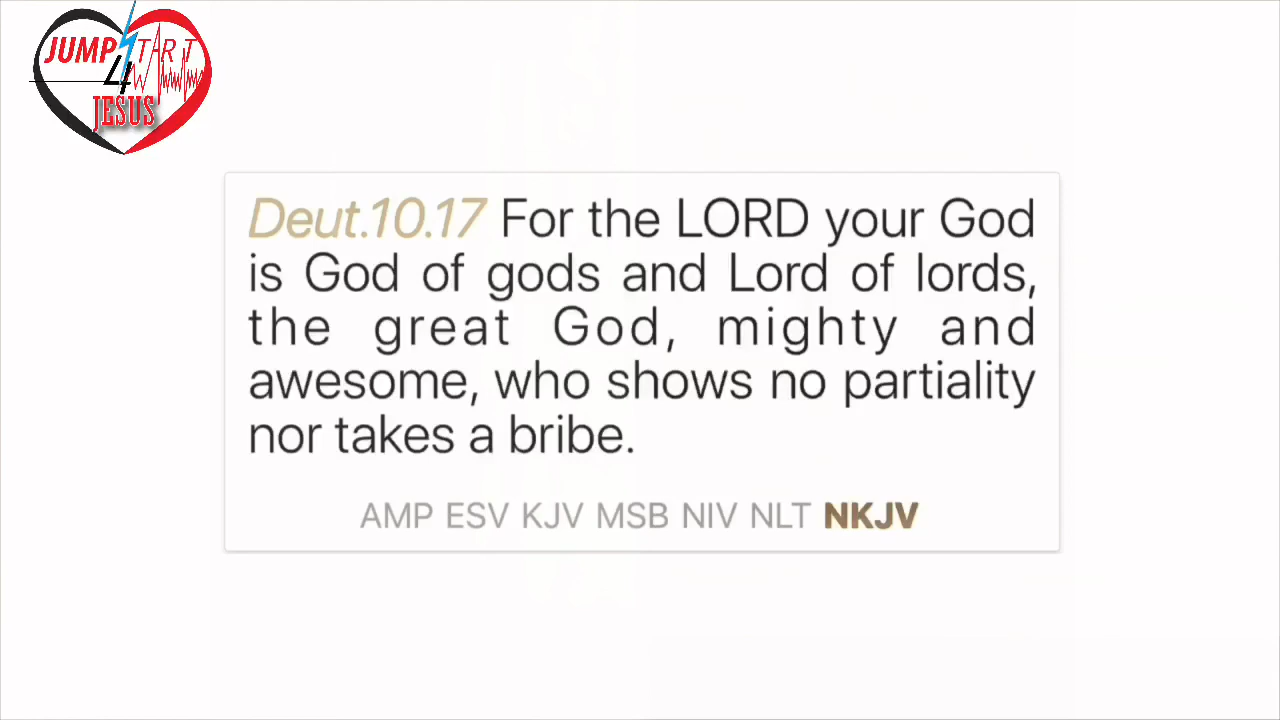 JUMP START
4
JESUS
Deut.10.17 For the LORD your God
is God of gods and Lord of lords,
the great God, mighty and
awesome, who shows no partiality
nor takes a bribe.
AMP ESV KJV MSB NIV NLT NKJV